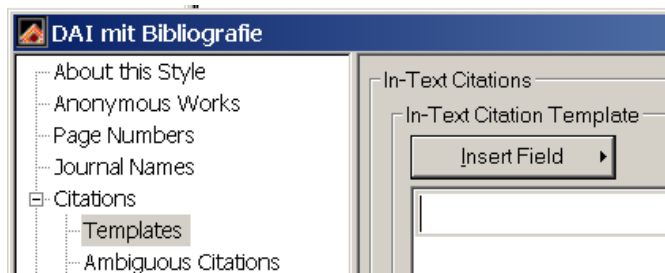 DAI mit Bibliografie
About this Style
Anonymous Works
Page Numbers
Journal Names
Citations
Templates
Ambiguous Citations
In-Text Citations
In-Text Citation Template
Insert Field